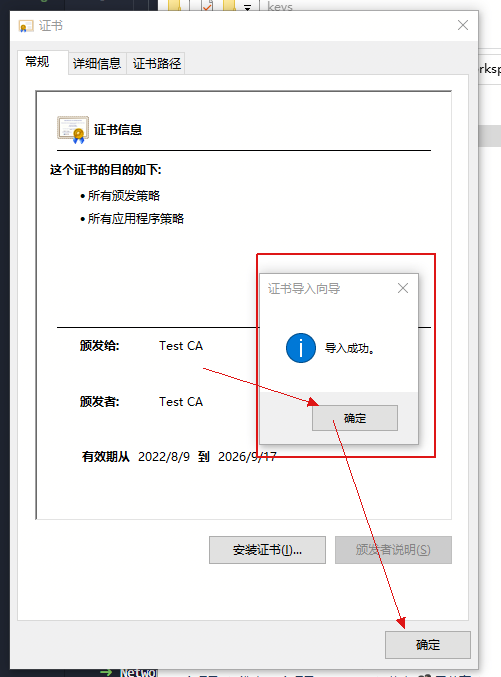 keys
证书
常规
详细信息
证书路径
证书信息
这个证书的目的如下:
• 所有颁发策略
• 所有应用程序策略
证书导入向导
导入成功。
确定
颁发给: Test CA
颁发者: Test CA
有效期从 2022/8/9 到 2026/9/17
安装证书(I)...
颁发者说明(S)
确定